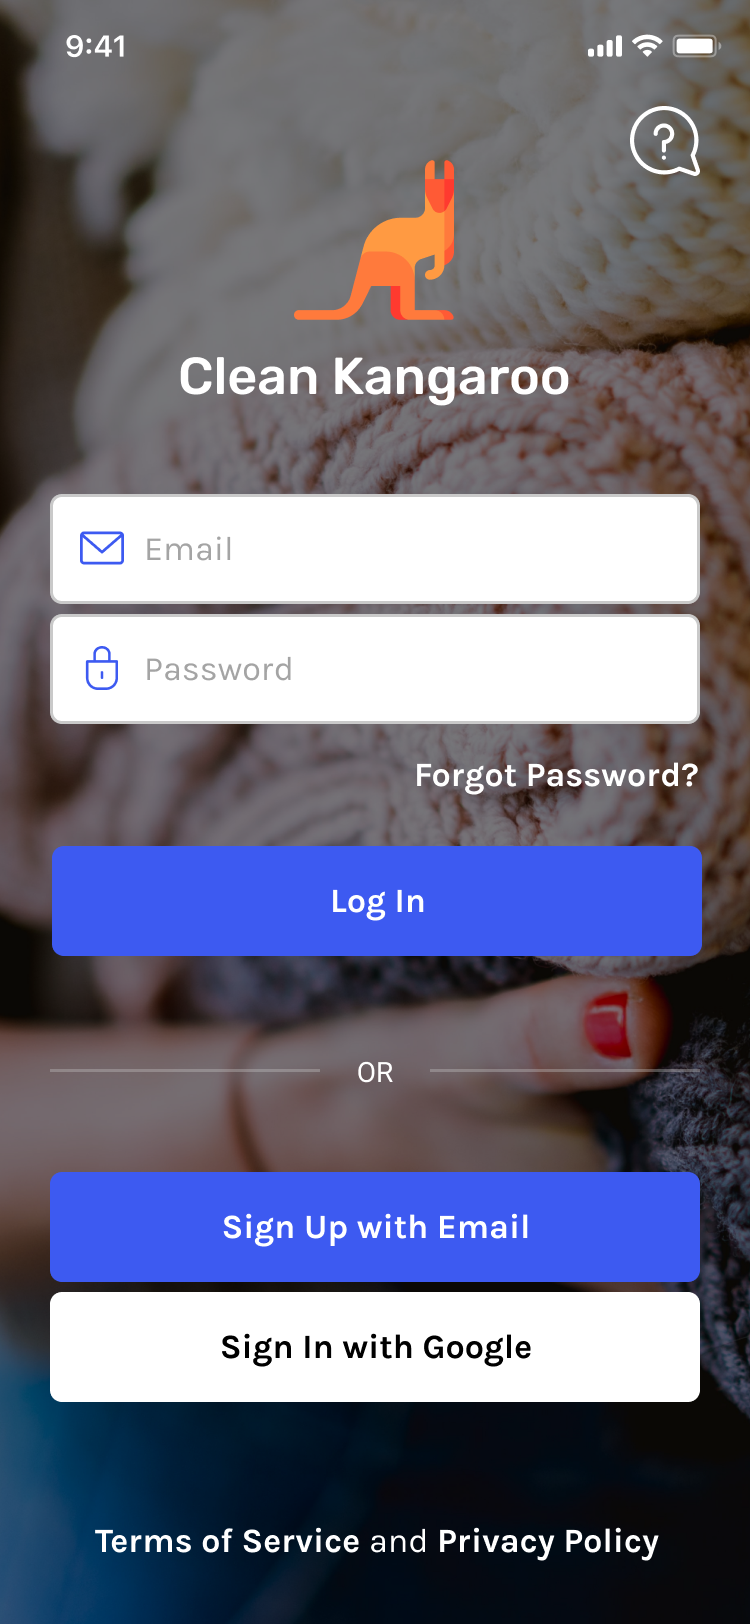 9:41
?
Clean Kangaroo
Email
Password
Forgot Password?
Log In
OR
Sign Up with Email
Sign In with Google
Terms of Service and Privacy Policy